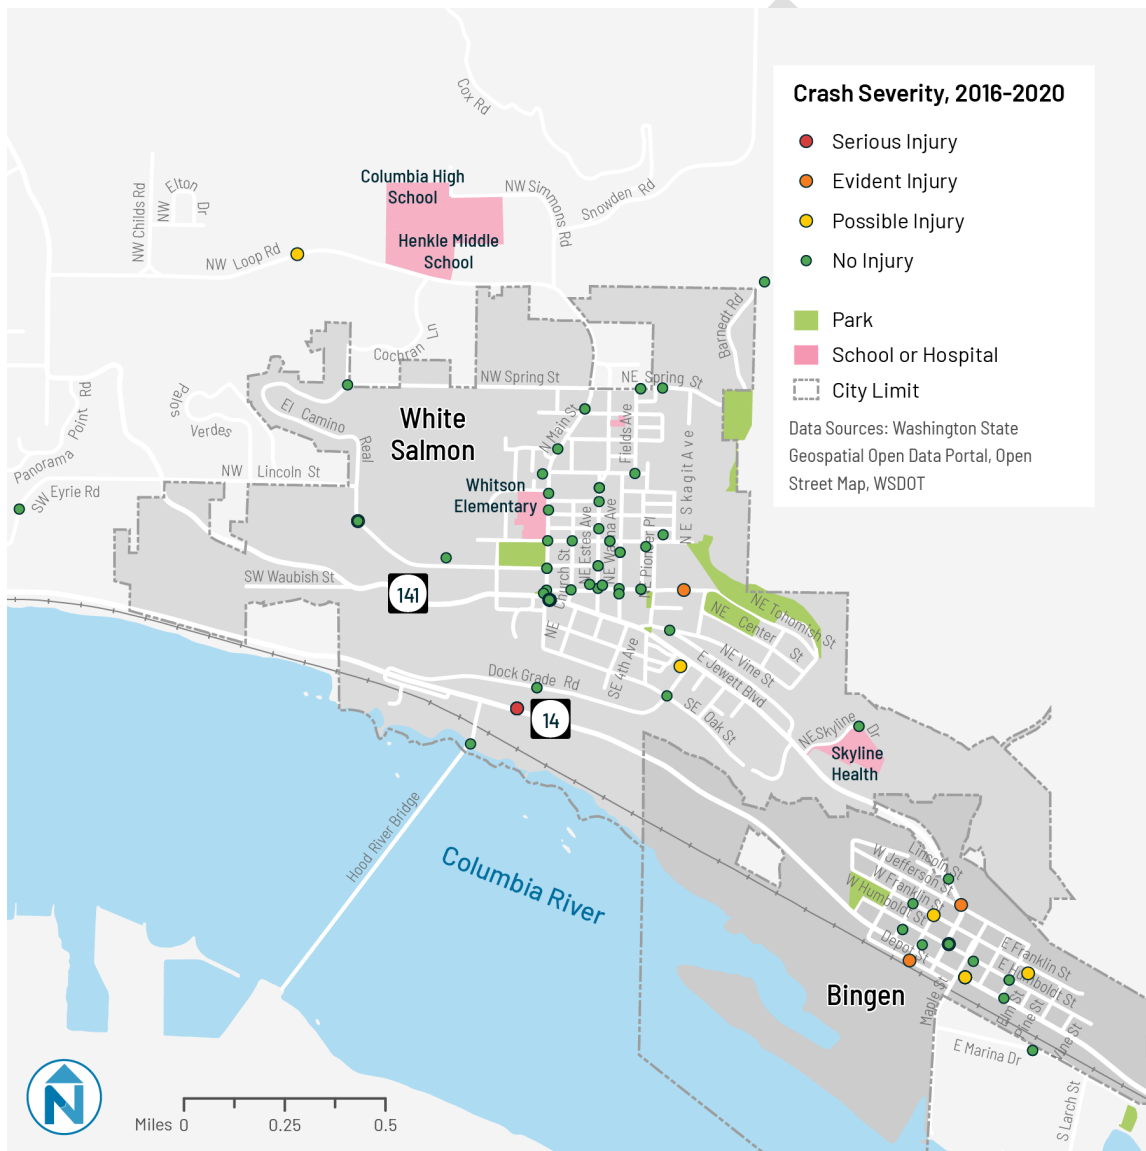 Cox Rd
Crash Severity, 2016-2020
Serious Injury
Evident Injury
Possible Injury
No Injury
Park
School or Hospital
City Limit
Data Sources: Washington State
Geospatial Open Data Portal, Open
Street Map, WSDOT
Columbia High
School
Henkle Middle
School
NW Simmons Rd
Snowden Rd
NW Childs Rd
NW Elton Dr
NW Loop Rd
Barnedt Rd
Cochran Ln
NW Spring St
NE Spring St
White
Salmon
El Camino Real
Palos
Verdes
Point Rd
Panorama
NW Lincoln St
SW Eyrie Rd
N Main St
Fields Ave
NE Skagit Ave
Whitson
Elementary
NE Estes Ave
NE Wauna Ave
NE Pioneer Pl
NE Church St
SW Waubish St
141
NE Tohomish St
NE Center St
NE Vine St
E Jewett Blvd
SE 4th Ave
Dock Grade Rd
SE Oak St
14
NE Skyline Dr
Skyline
Health
Hood River Bridge
Columbia River
Lincoln St
W Jefferson St
W Franklin St
W Humboldt St
Depot St
E Franklin St
E Humboldt St
Bingen
Maple St
Elm St
Pine St
Vine St
E Marina Dr
S Larch St
N
Miles 0 0.25 0.5